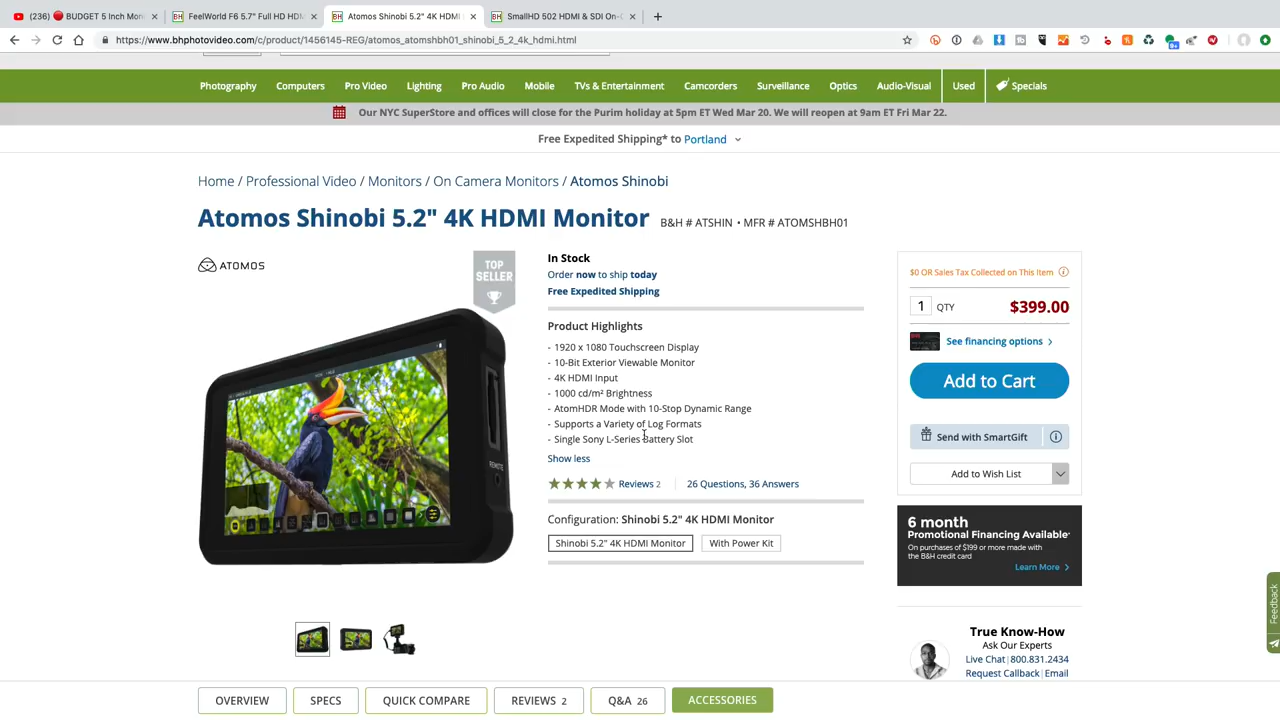 (236) 🔴 BUDGET 5 Inch Moni
FeelWorld F6 5.7" Full HD HDM
Atomos Shinobi 5.2" 4K HDMI
SmallHD 502 HDMI & SDI On-C
https://www.bhphotovideo.com/c/product/1456145-REG/atomos_atomshbh01_shinobi_5_2_4k_hdmi.html
Photography Computers Pro Video Lighting Pro Audio Mobile TVs & Entertainment Camcorders Surveillance Optics Audio-Visual Used Specials
Our NYC SuperStore and offices will close for the Purim holiday at 5pm ET Wed Mar 20. We will reopen at 9am ET Fri Mar 22.
Free Expedited Shipping* to Portland
Home / Professional Video / Monitors / On Camera Monitors / Atomos Shinobi
Atomos Shinobi 5.2" 4K HDMI Monitor B&H # ATSHIN • MFR # ATOMSHBH01
ATOMOS
TOP
SELLER
REMOTE
In Stock
Order now to ship today
Free Expedited Shipping
Product Highlights
- 1920 x 1080 Touchscreen Display
- 10-Bit Exterior Viewable Monitor
- 4K HDMI Input
- 1000 cd/m² Brightness
- AtomHDR Mode with 10-Stop Dynamic Range
- Supports a Variety of Log Formats
- Single Sony L-Series Battery Slot
Show less
Reviews 2
26 Questions, 36 Answers
Configuration: Shinobi 5.2" 4K HDMI Monitor
Shinobi 5.2" 4K HDMI Monitor
With Power Kit
$0 OR Sales Tax Collected on This Item
1 QTY $399.00
See financing options
Add to Cart
Send with SmartGift
Add to Wish List
6 month
Promotional Financing Available*
On purchases of $199 or more made with
the B&H credit card
Learn More
True Know-How
Ask Our Experts
Live Chat|800.831.2434
Request Callback|Email
Feedback
OVERVIEW
SPECS
QUICK COMPARE
REVIEWS 2
Q&A 26
ACCESSORIES